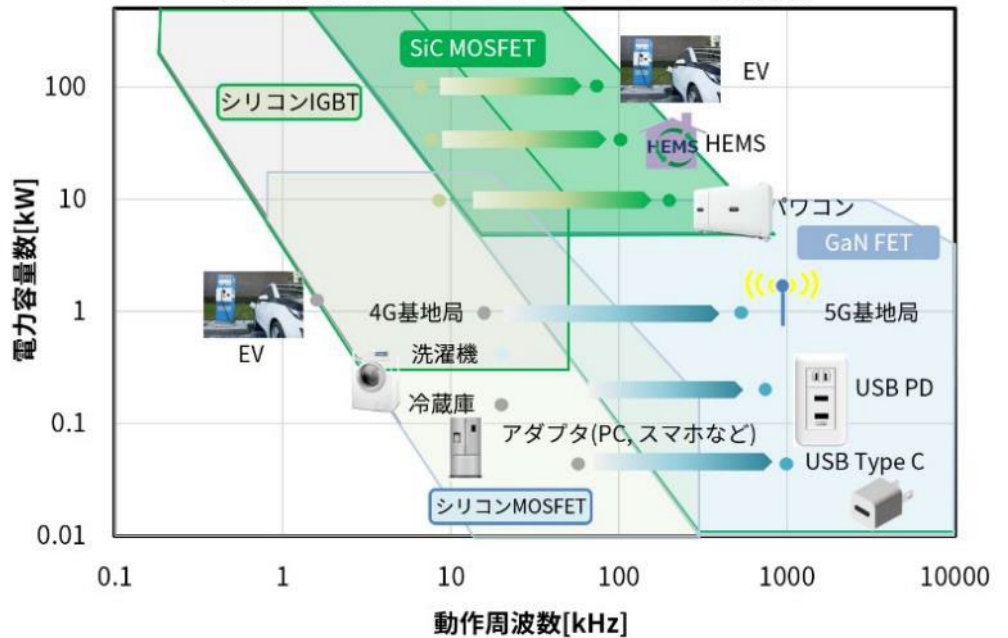 SiC MOSFET
EV
シリコンIGBT
HEMS HEMS
パワコン
GaN FET
4G基地局
5G基地局
EV
洗濯機
冷蔵庫
USB PD
アダプタ(PC, スマホなど)
USB Type C
シリコンMOSFET
電力容量数[kW]
100
10
1
0.1
0.01
0.1 1 10 100 1000 10000
動作周波数[kHz]